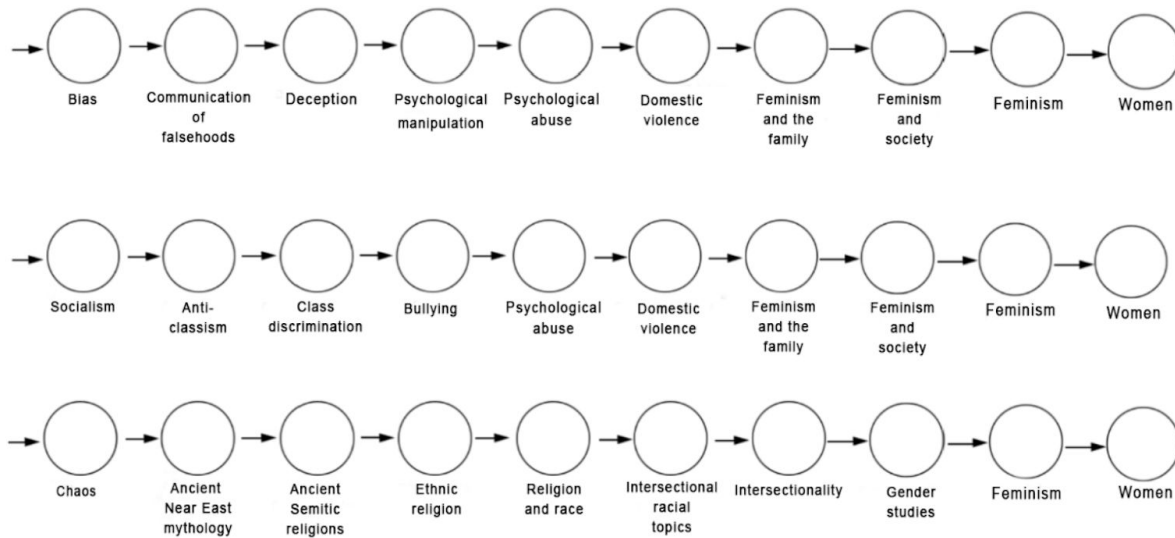 Bias
Communication
of
falsehoods
Deception
Psychological
manipulation
Psychological
abuse
Domestic
violence
Feminism
and the
family
Feminism
and
society
Feminism
Women
Socialism
Anti-
classism
Class
discrimination
Bullying
Psychological
abuse
Domestic
violence
Feminism
and the
family
Feminism
and
society
Feminism
Women
Chaos
Ancient
Near East
mythology
Ancient
Semitic
religions
Ethnic
religion
Religion
and race
Intersectional
racial
topics
Intersectionality
Gender
studies
Feminism
Women